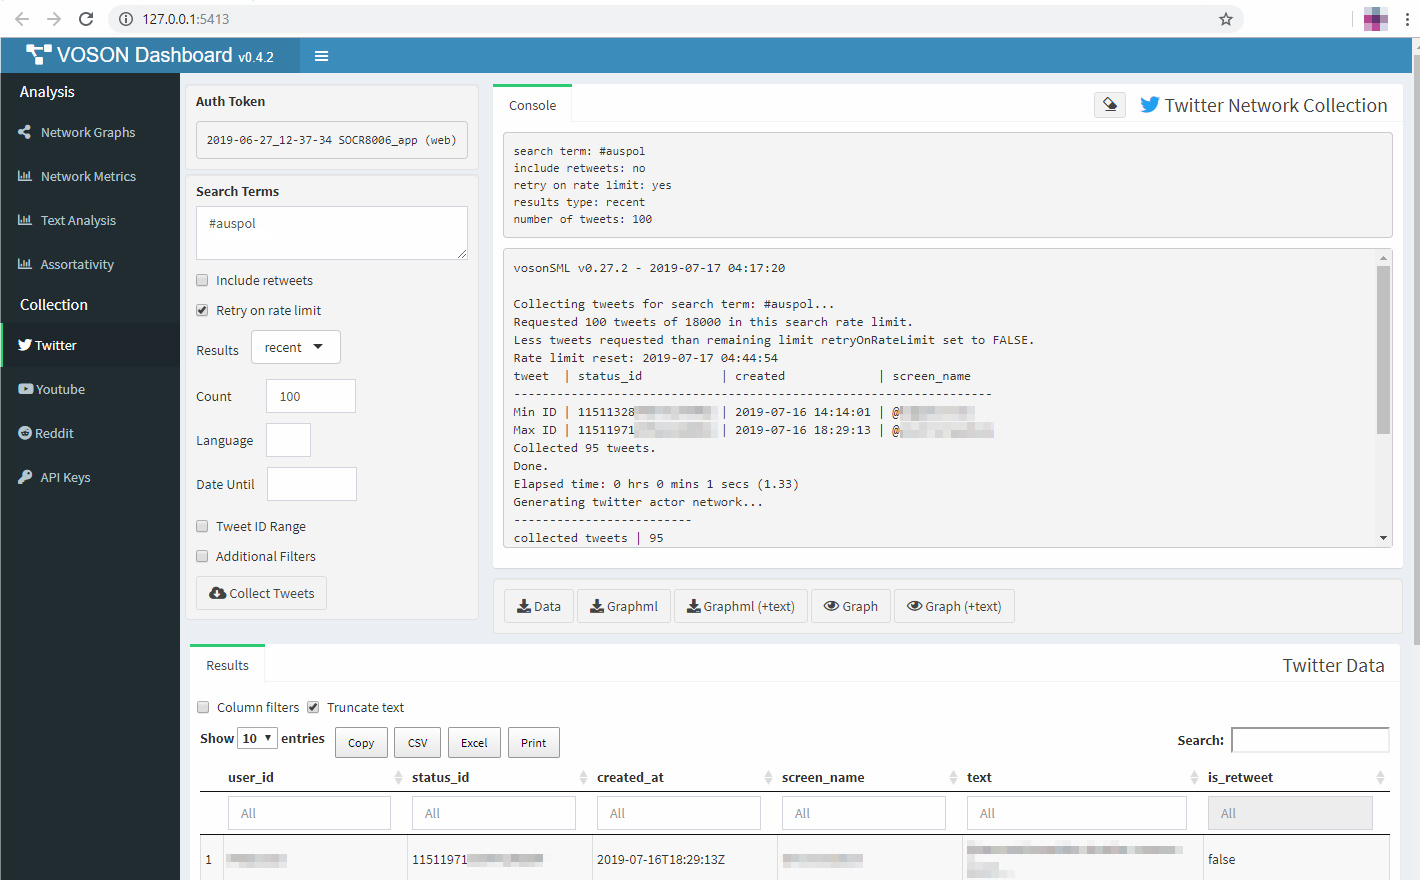 127.0.0.1:5413
VOSON Dashboard v0.4.2
Analysis
Network Graphs
Network Metrics
Text Analysis
Assortativity
Collection
Twitter
Youtube
Reddit
API Keys
Auth Token
2019-06-27_12-37-34 SOCR8006_app (web)
Search Terms
#auspol
Include retweets
Retry on rate limit
Results recent
Count 100
Language
Date Until
Tweet ID Range
Additional Filters
Collect Tweets
Console
Twitter Network Collection
search term: #auspol
include retweets: no
retry on rate limit: yes
results type: recent
number of tweets: 100
vosonSML v0.27.2 - 2019-07-17 04:17:20
Collecting tweets for search term: #auspol...
Requested 100 tweets of 18000 in this search rate limit.
Less tweets requested than remaining limit retryOnRateLimit set to FALSE.
Rate limit reset: 2019-07-17 04:44:54
tweet | status_id | created | screen_name
-------------------------------------------------------------------
Min ID | 11511328 | 2019-07-16 14:14:01 | @
Max ID | 11511971 | 2019-07-16 18:29:13 | @
Collected 95 tweets.
Done.
Elapsed time: 0 hrs 0 mins 1 secs (1.33)
Generating twitter actor network...
-------------------------
collected tweets | 95
Data Graphml Graphml (+text) Graph Graph (+text)
Results
Twitter Data
Column filters Truncate text
Show 10 entries Copy CSV Excel Print Search:
user_id status_id created_at screen_name text is_retweet
All All All All All All
1 11511971 2019-07-16T18:29:13Z false